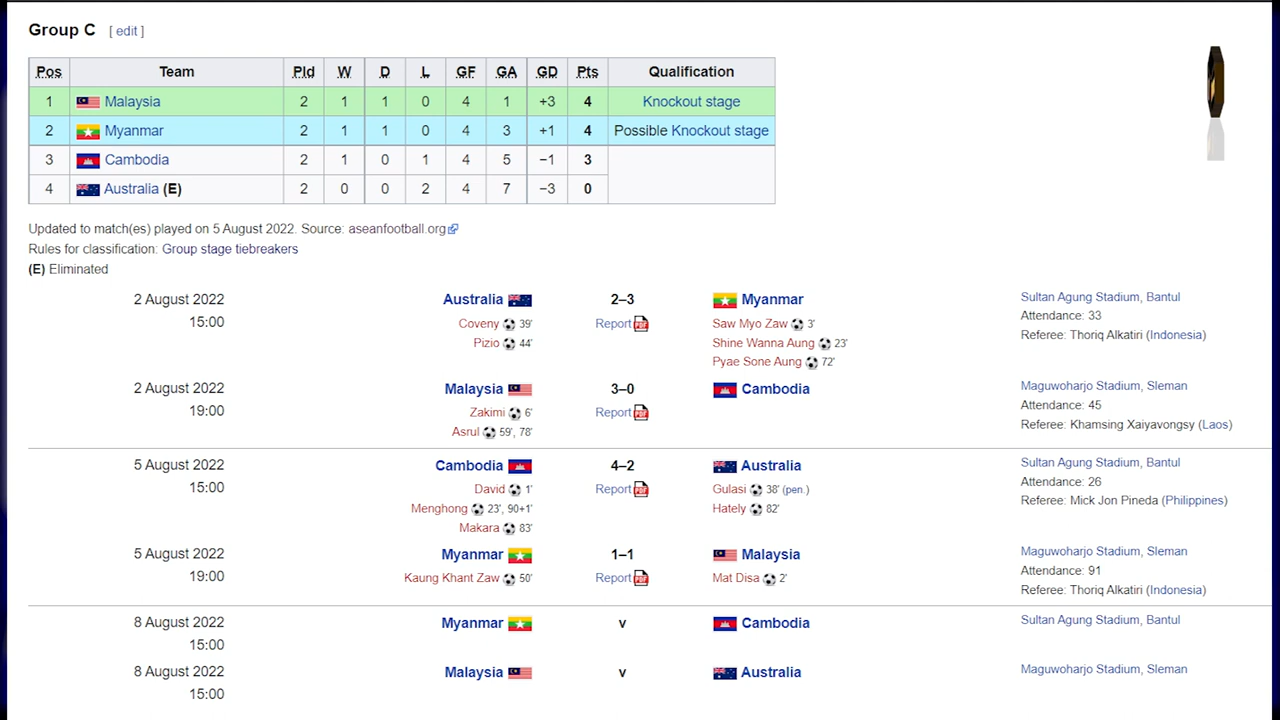 Group C [ edit ]
Pos Team Pld W D L GF GA GD Pts Qualification
1 Malaysia 2 1 1 0 4 1 +3 4 Knockout stage
2 Myanmar 2 1 1 0 4 3 +1 4 Possible Knockout stage
3 Cambodia 2 1 0 1 4 5 −1 3
4 Australia (E) 2 0 0 2 4 7 −3 0
Updated to match(es) played on 5 August 2022. Source: aseanfootball.org
Rules for classification: Group stage tiebreakers
(E) Eliminated
2 August 2022 Australia 2–3 Myanmar Sultan Agung Stadium, Bantul
15:00 Coveny 39' Report Saw Myo Zaw 3' Attendance: 33
Pizio 44' Shine Wanna Aung 23' Referee: Thoriq Alkatiri (Indonesia)
Pyae Sone Aung 72'
2 August 2022 Malaysia 3–0 Cambodia Maguwoharjo Stadium, Sleman
19:00 Zakimi 6' Report Attendance: 45
Asrul 59', 78' Referee: Khamsing Xaiyavongsy (Laos)
5 August 2022 Cambodia 4–2 Australia Sultan Agung Stadium, Bantul
15:00 David 1' Report Gulasi 38' (pen.) Attendance: 26
Menghong 23', 90+1' Hately 82' Referee: Mick Jon Pineda (Philippines)
Makara 83'
5 August 2022 Myanmar 1–1 Malaysia Maguwoharjo Stadium, Sleman
19:00 Kaung Khant Zaw 50' Report Mat Disa 2' Attendance: 91
Referee: Thoriq Alkatiri (Indonesia)
8 August 2022 Myanmar v Cambodia Sultan Agung Stadium, Bantul
15:00
8 August 2022 Malaysia v Australia Maguwoharjo Stadium, Sleman
15:00